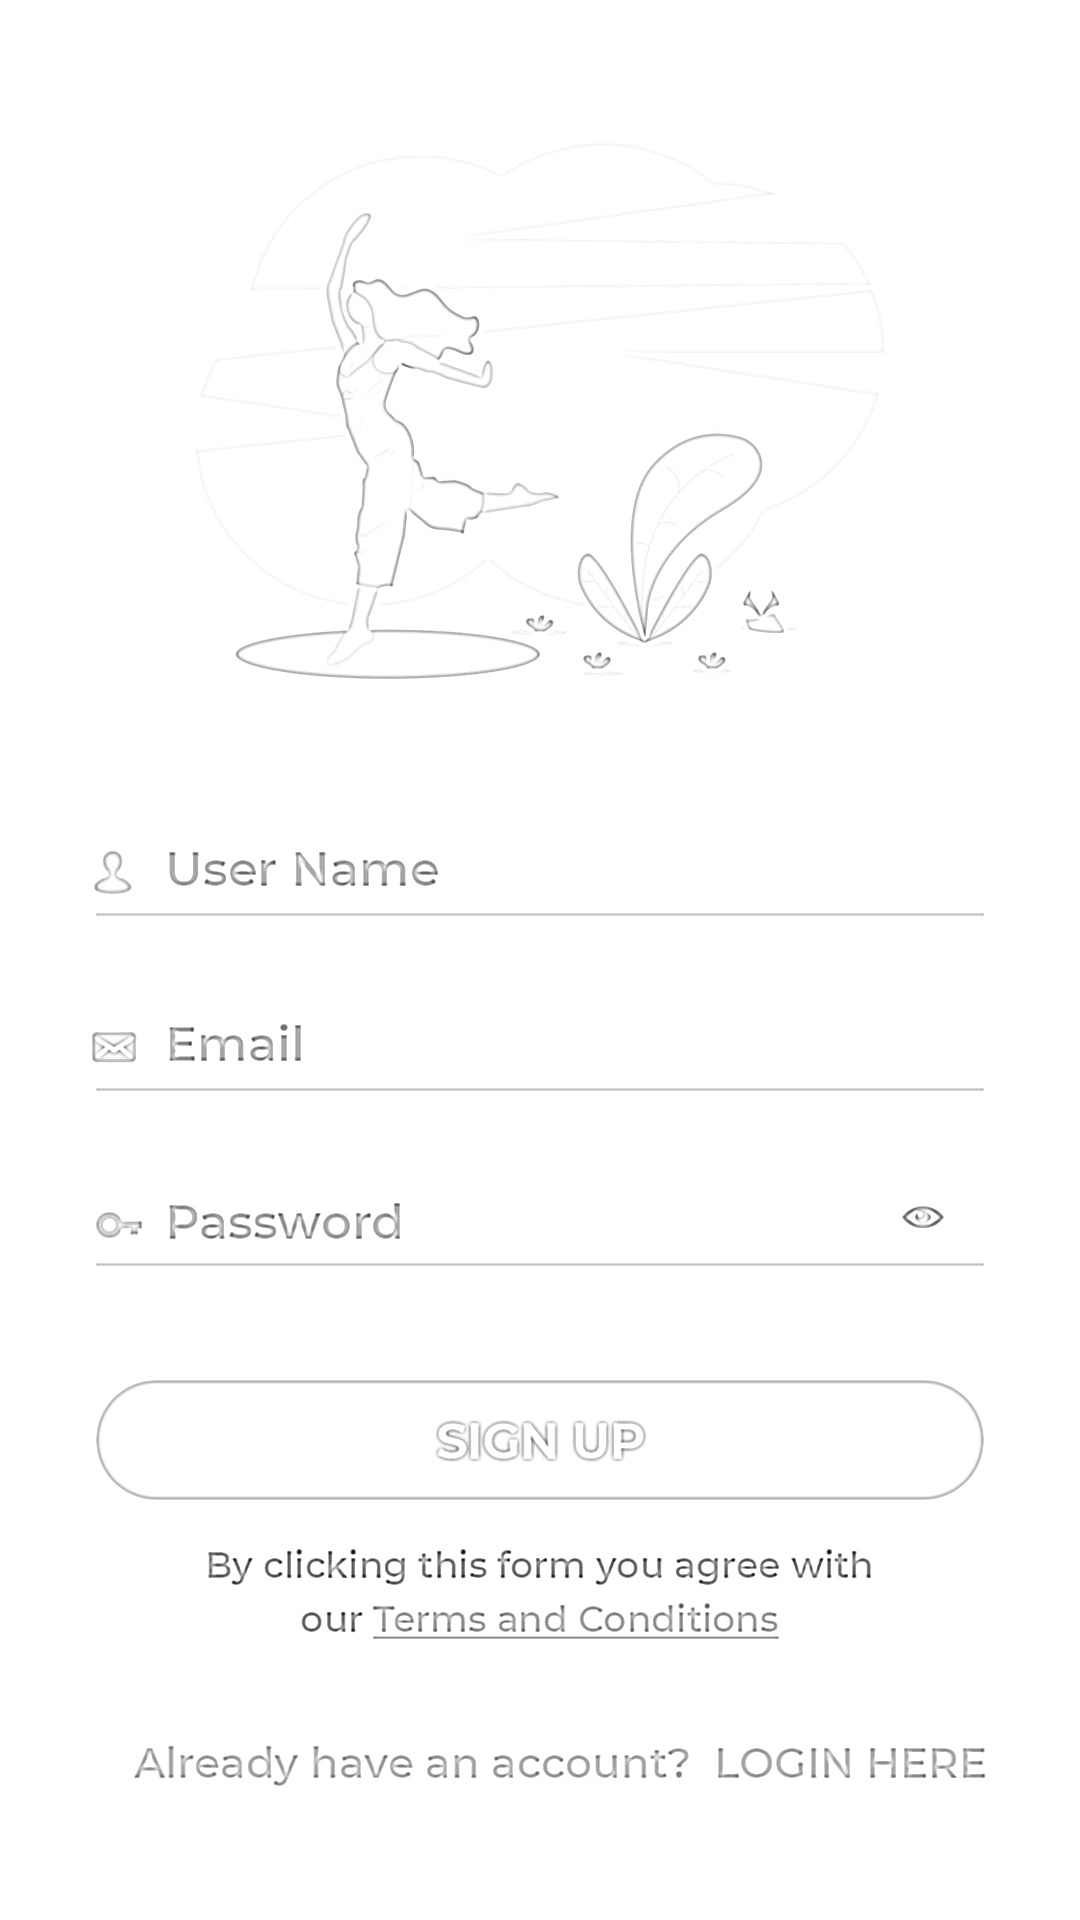 User Name
Email
Password
SIGN UP
By clicking this form you agree with
our Terms and Conditions
Already have an account? LOGIN HERE